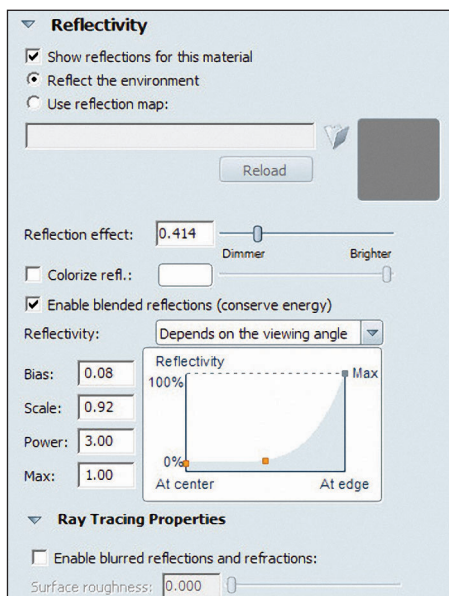 Reflectivity
Show reflections for this material
Reflect the environment
Use reflection map:
Reload
Reflection effect: 0.414
Dimmer Brighter
Colorize refl.:
Enable blended reflections (conserve energy)
Reflectivity: Depends on the viewing angle
Bias: 0.08
Scale: 0.92
Power: 3.00
Max: 1.00
Reflectivity
100% Max
0%
At center At edge
Ray Tracing Properties
Enable blurred reflections and refractions:
Surface roughness: 0.000